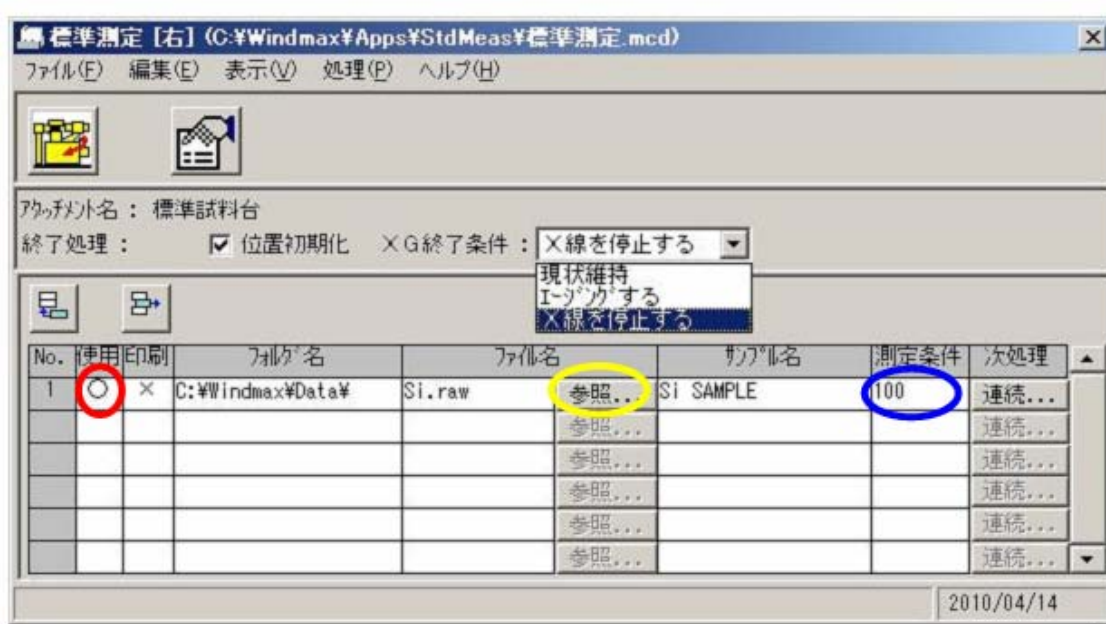 標準測定 [右] (C:¥Windmax¥Apps¥StdMeas¥標準測定.mcd)
ファイル(F) 編集(E) 表示(V) 処理(P) ヘルプ(H)
アタッチメント名 : 標準試料台
終了処理 : 位置初期化 XG終了条件 : X線を停止する
現状維持
エージングする
X線を停止する
No. 使用 印刷 フォルダ名 ファイル名 サンプル名 測定条件 次処理
1 ○ × C:¥Windmax¥Data¥ Si.raw 参照... Si SAMPLE 100 連続...
参照... 連続...
参照... 連続...
参照... 連続...
参照... 連続...
参照... 連続...
2010/04/14